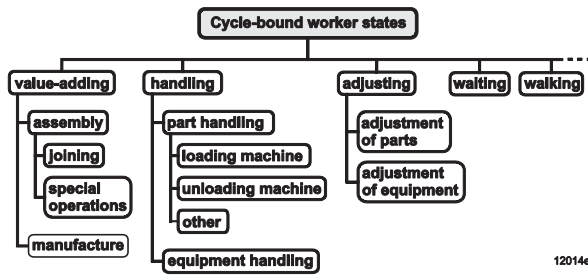 Cycle-bound worker states
value-adding
handling
adjusting
waiting
walking
assembly
joining
special
operations
manufacture
part handling
loading machine
unloading machine
other
equipment handling
adjustment
of parts
adjustment
of equipment